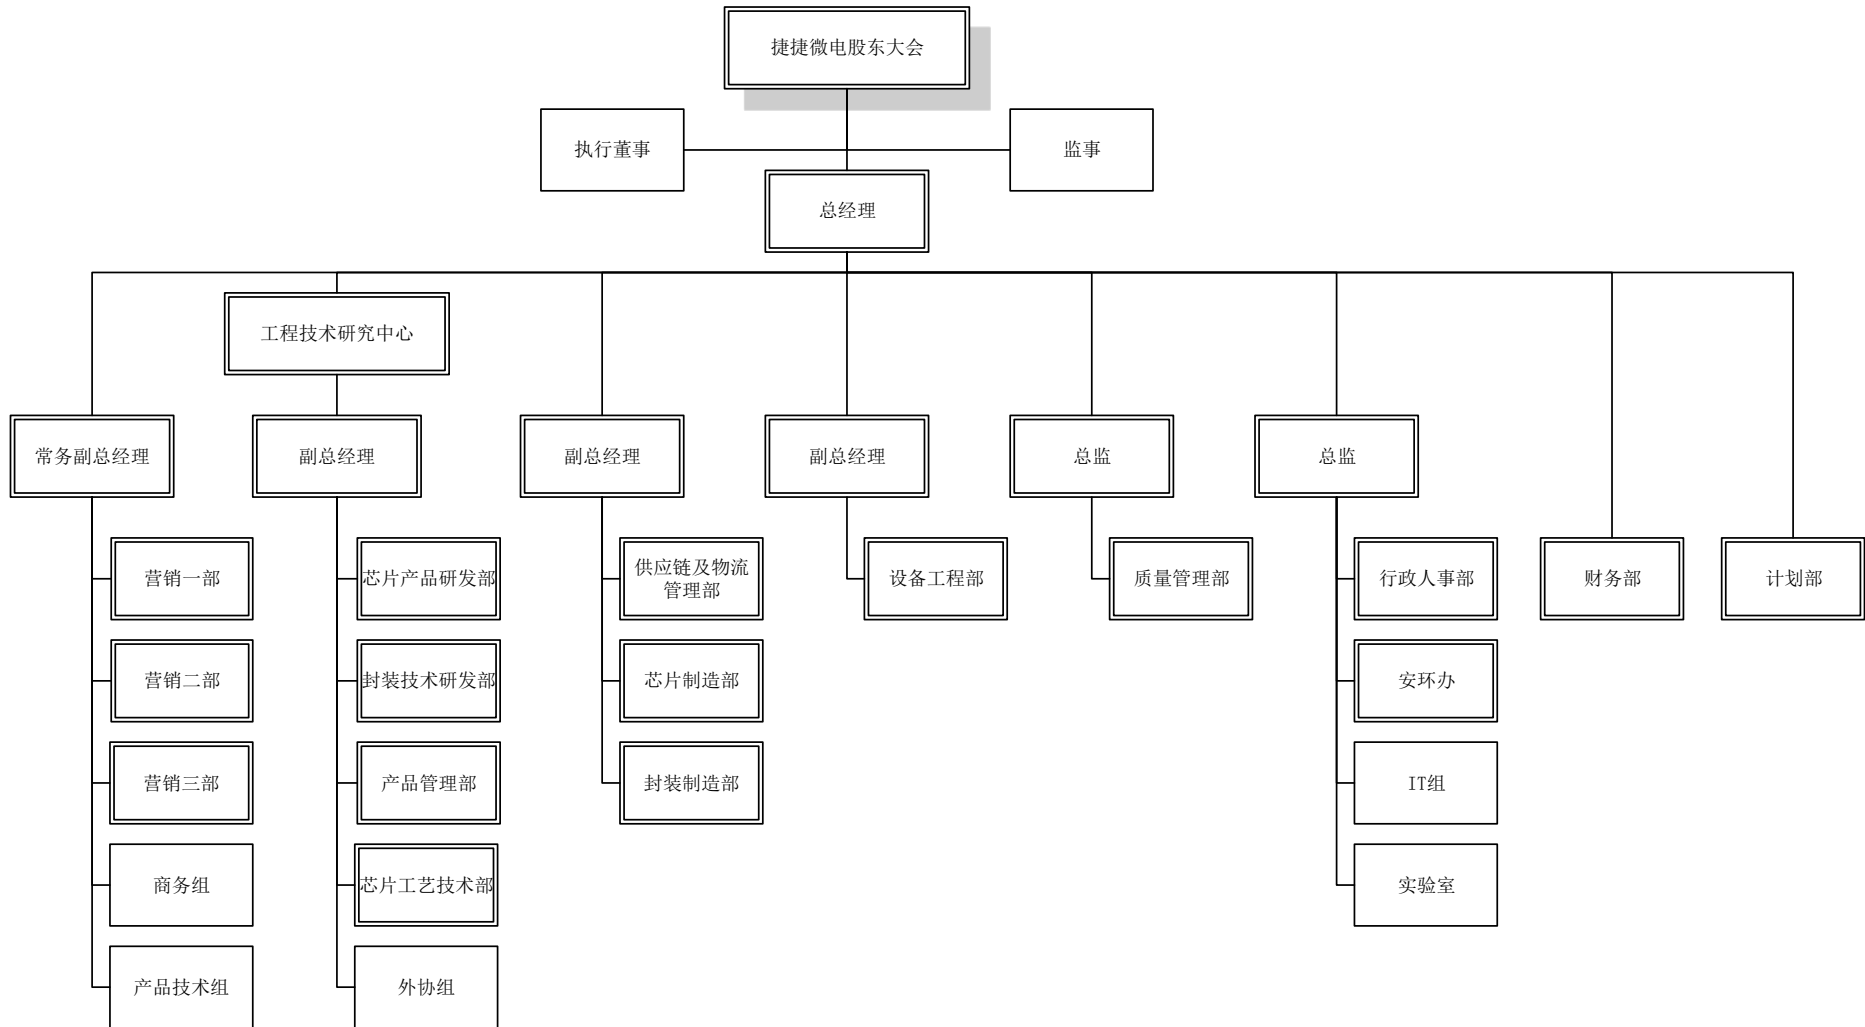 捷捷微电股东大会
执行董事
监事
总经理
工程技术研究中心
常务副总经理
副总经理
副总经理
副总经理
总监
总监
营销一部
芯片产品研发部
供应链及物流
管理部
设备工程部
质量管理部
行政人事部
财务部
计划部
营销二部
封装技术研发部
芯片制造部
安环办
营销三部
产品管理部
封装制造部
IT组
商务组
芯片工艺技术部
实验室
产品技术组
外协组